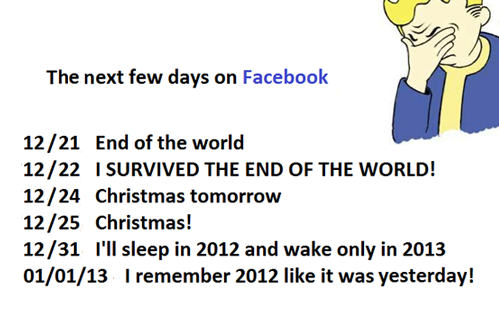 The next few days on Facebook
12/21 End of the world
12/22 I SURVIVED THE END OF THE WORLD!
12/24 Christmas tomorrow
12/25 Christmas!
12/31 I'll sleep in 2012 and wake only in 2013
01/01/13 I remember 2012 like it was yesterday!